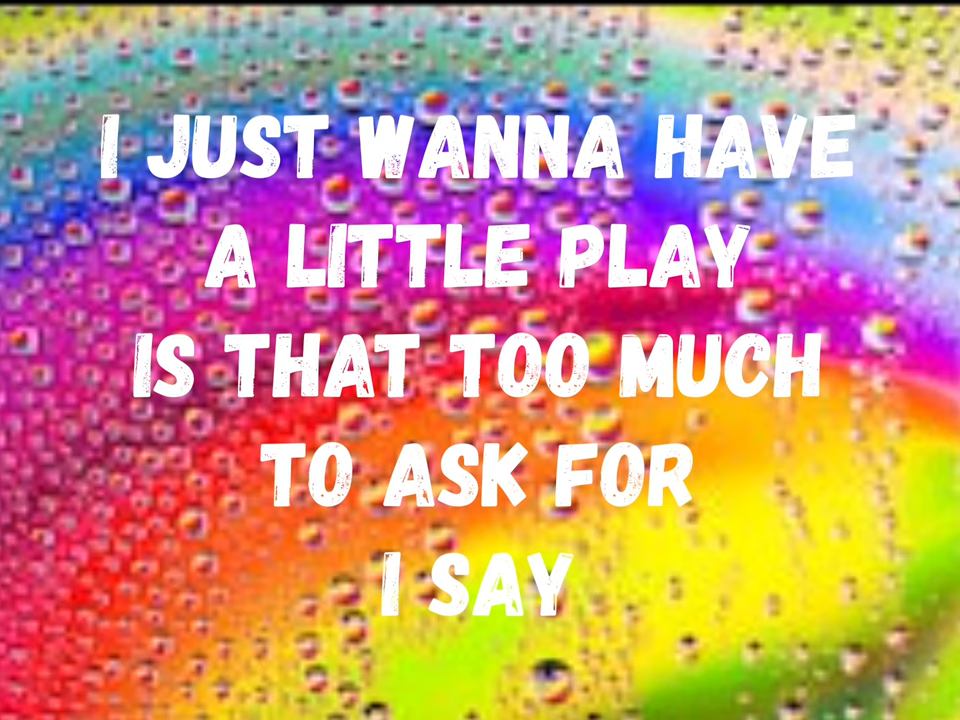 I JUST WANNA HAVE
A LITTLE PLAY
IS THAT TOO MUCH
TO ASK FOR
I SAY